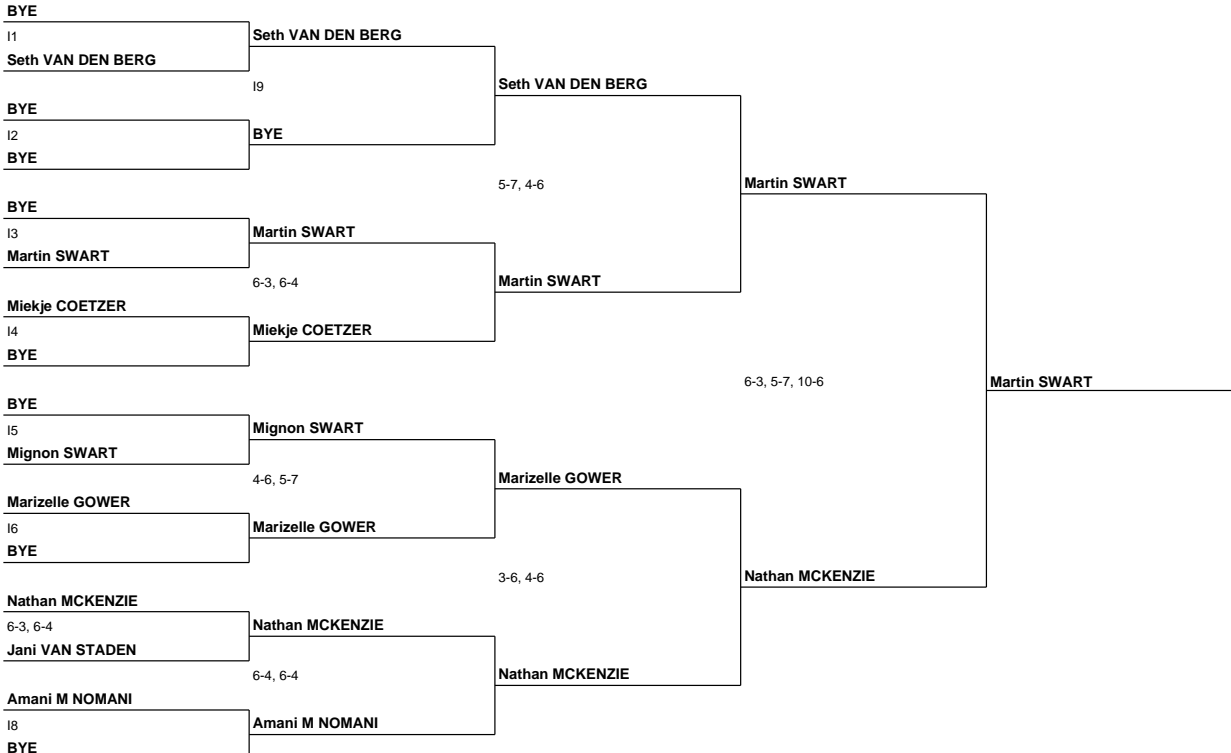 BYE
I1
Seth VAN DEN BERG
Seth VAN DEN BERG
I9
Seth VAN DEN BERG
BYE
I2
BYE
BYE
5-7, 4-6
Martin SWART
BYE
I3
Martin SWART
Martin SWART
6-3, 6-4
Martin SWART
Miekje COETZER
I4
Miekje COETZER
BYE
6-3, 5-7, 10-6
Martin SWART
BYE
I5
Mignon SWART
Mignon SWART
4-6, 5-7
Marizelle GOWER
Marizelle GOWER
I6
Marizelle GOWER
BYE
3-6, 4-6
Nathan MCKENZIE
Nathan MCKENZIE
6-3, 6-4
Nathan MCKENZIE
Jani VAN STADEN
6-4, 6-4
Nathan MCKENZIE
Amani M NOMANI
I8
Amani M NOMANI
BYE